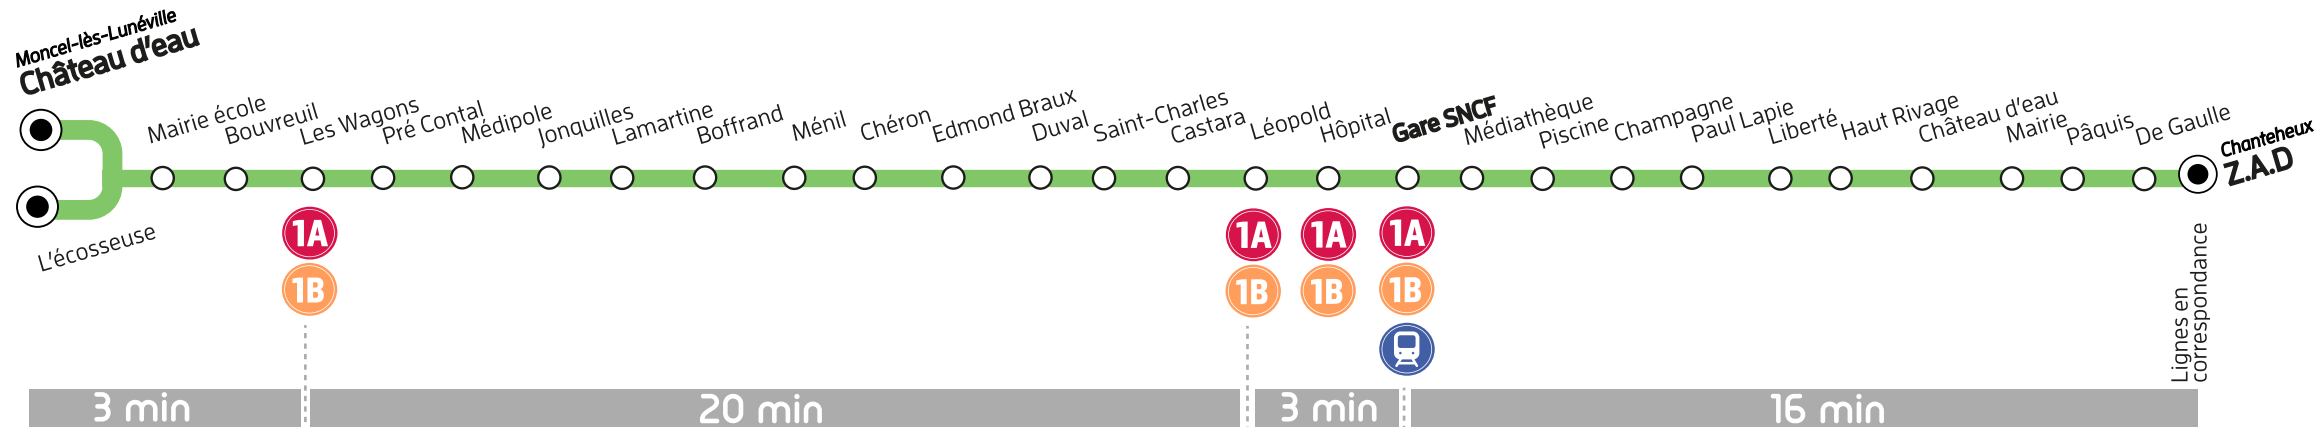 Moncel-lès-Lunéville
Château d'eau
L'écosseuse
Mairie école
Bouvreuil
Les Wagons
Pré Contal
Médipole
Jonquilles
Lamartine
Boffrand
Ménil
Chéron
Edmond Braux
Duval
Saint-Charles
Castara
Léopold
Hôpital
Gare SNCF
Médiathèque
Piscine
Champagne
Paul Lapie
Liberté
Haut Rivage
Château d'eau
Mairie
Pâquis
De Gaulle
Chanteheux
Z.A.D
1A
1B
1A
1B
1A
1B
1A
1B
Lignes en
correspondance
3 min
20 min
3 min
16 min